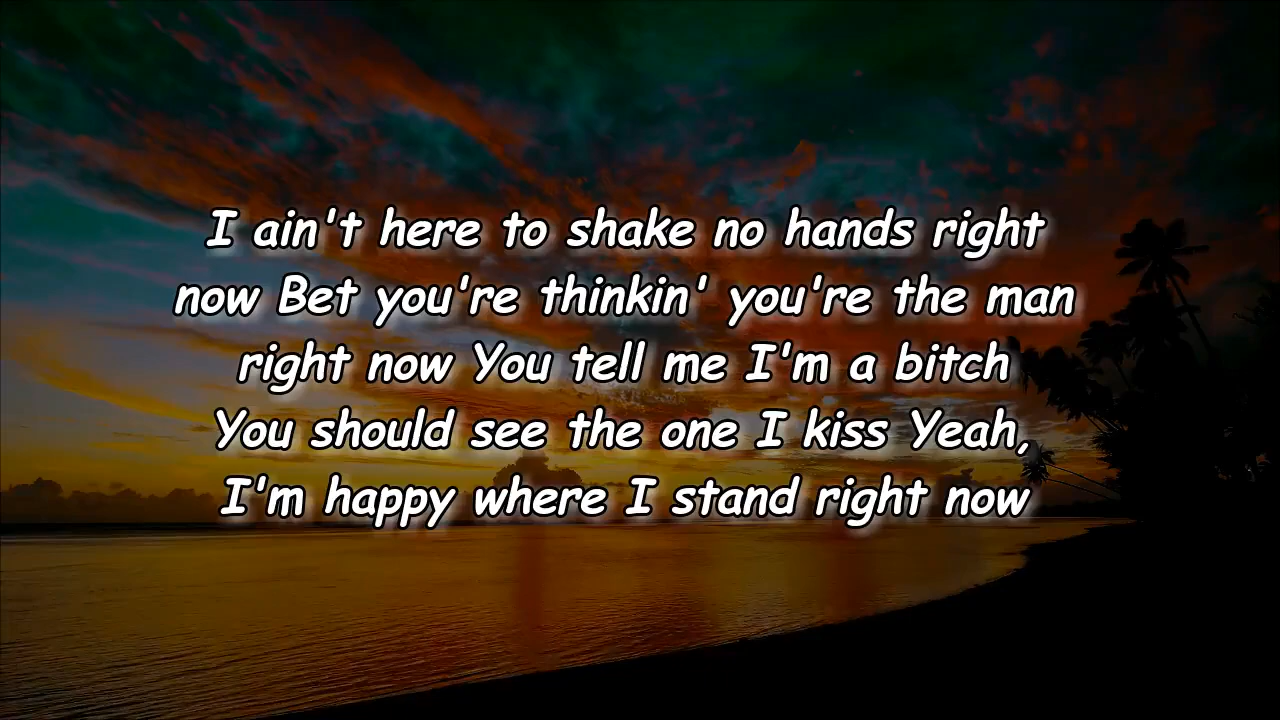 I ain't here to shake no hands right
now Bet you're thinkin' you're the man
right now You tell me I'm a bitch
You should see the one I kiss Yeah,
I'm happy where I stand right now